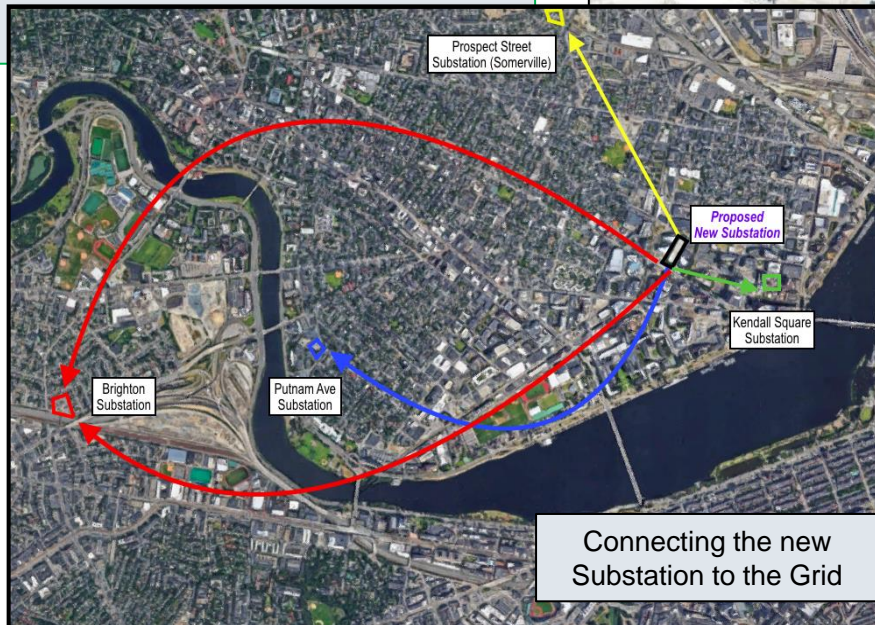 Prospect Street
Substation (Somerville)
Proposed
New Substation
Kendall Square
Substation
Brighton
Substation
Putnam Ave
Substation
Connecting the new
Substation to the Grid